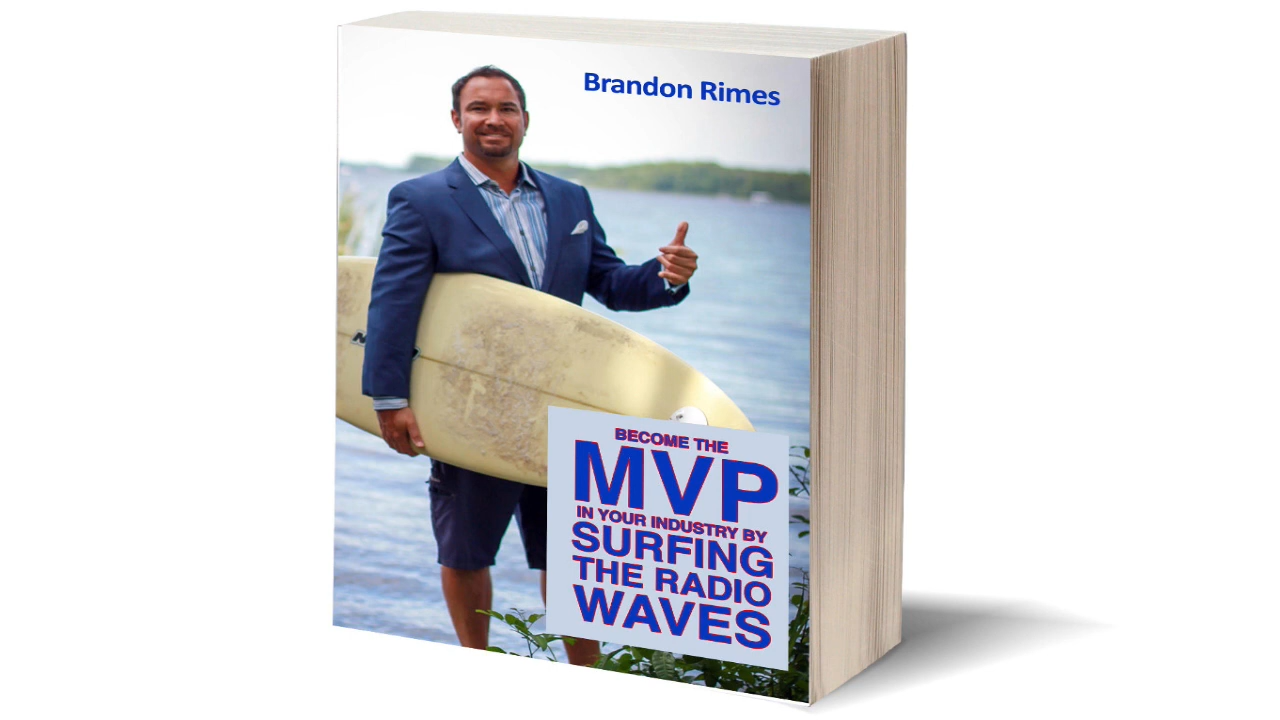 Brandon Rimes
BECOME THE
MVP
IN YOUR INDUSTRY BY
SURFING
THE RADIO
WAVES